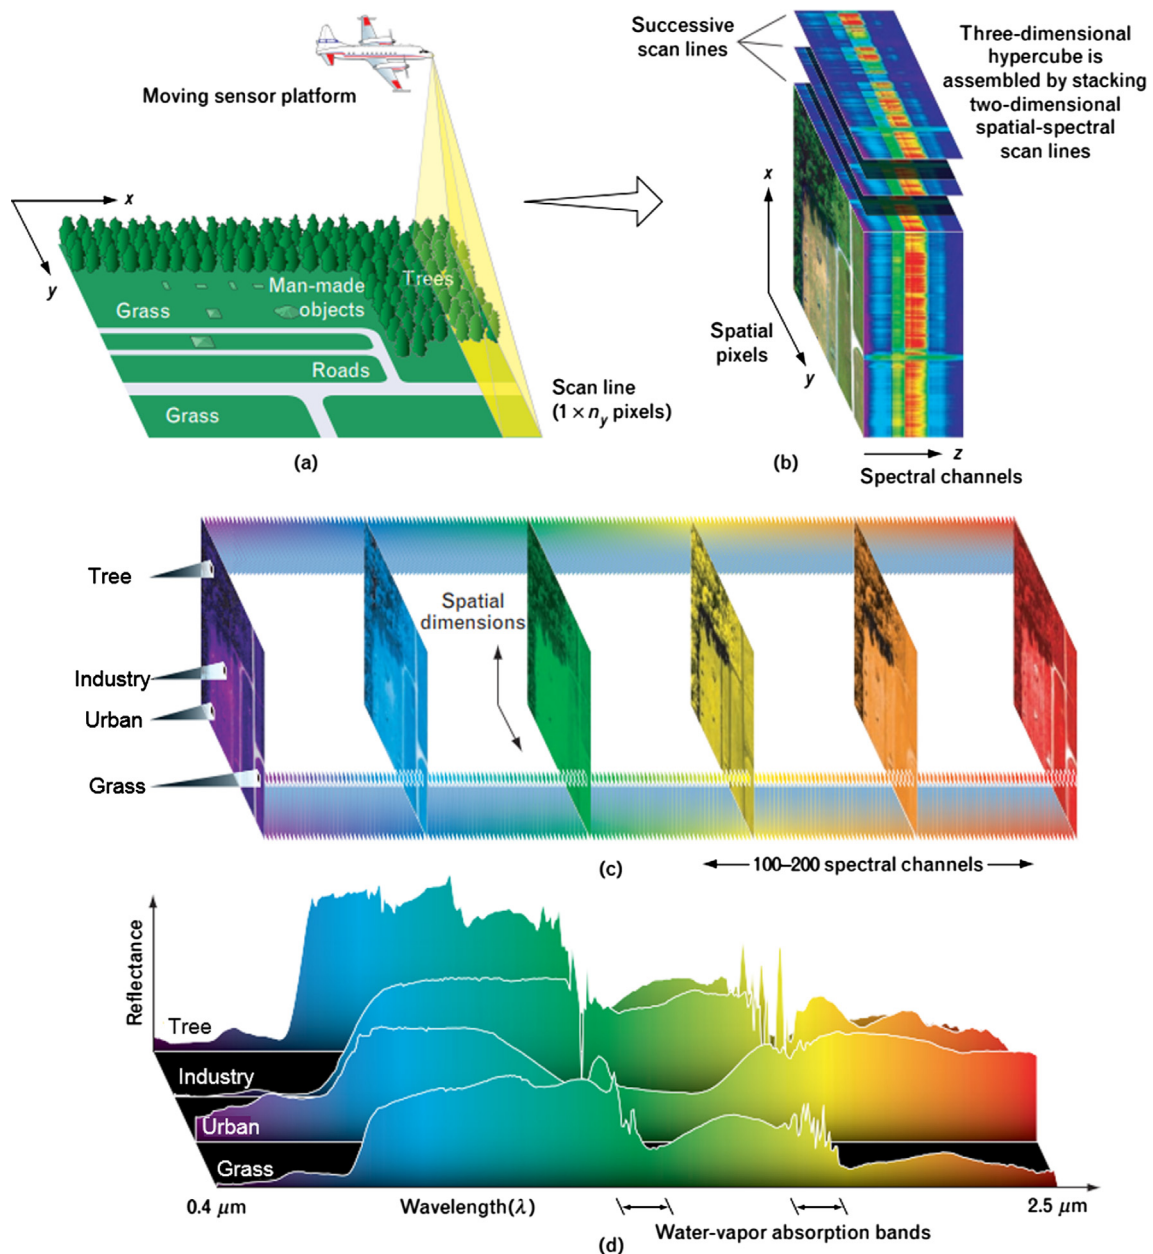 Moving sensor platform
x
y
Trees
Man-made
objects
Grass
Roads
Grass
Scan line
(1 × n_y pixels)
(a)
Successive
scan lines
Three-dimensional
hypercube is
assembled by stacking
two-dimensional
spatial-spectral
scan lines
x
Spatial
pixels
y
z
(b)
Spectral channels
Tree
Industry
Urban
Grass
Spatial
dimensions
(c)
100–200 spectral channels
Reflectance
Tree
Industry
Urban
Grass
0.4 μm
Wavelength(λ)
2.5 μm
Water-vapor absorption bands
(d)